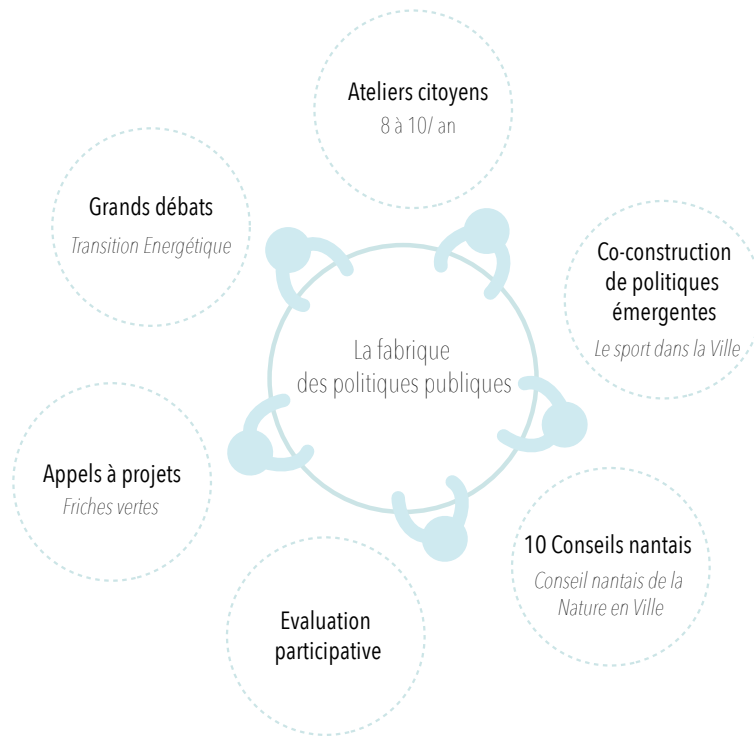 Ateliers citoyens
8 à 10/ an
Grands débats
Transition Energétique
Co-construction
de politiques
émergentes
Le sport dans la Ville
La fabrique
des politiques publiques
Appels à projets
Friches vertes
10 Conseils nantais
Conseil nantais de la
Nature en Ville
Evaluation
participative